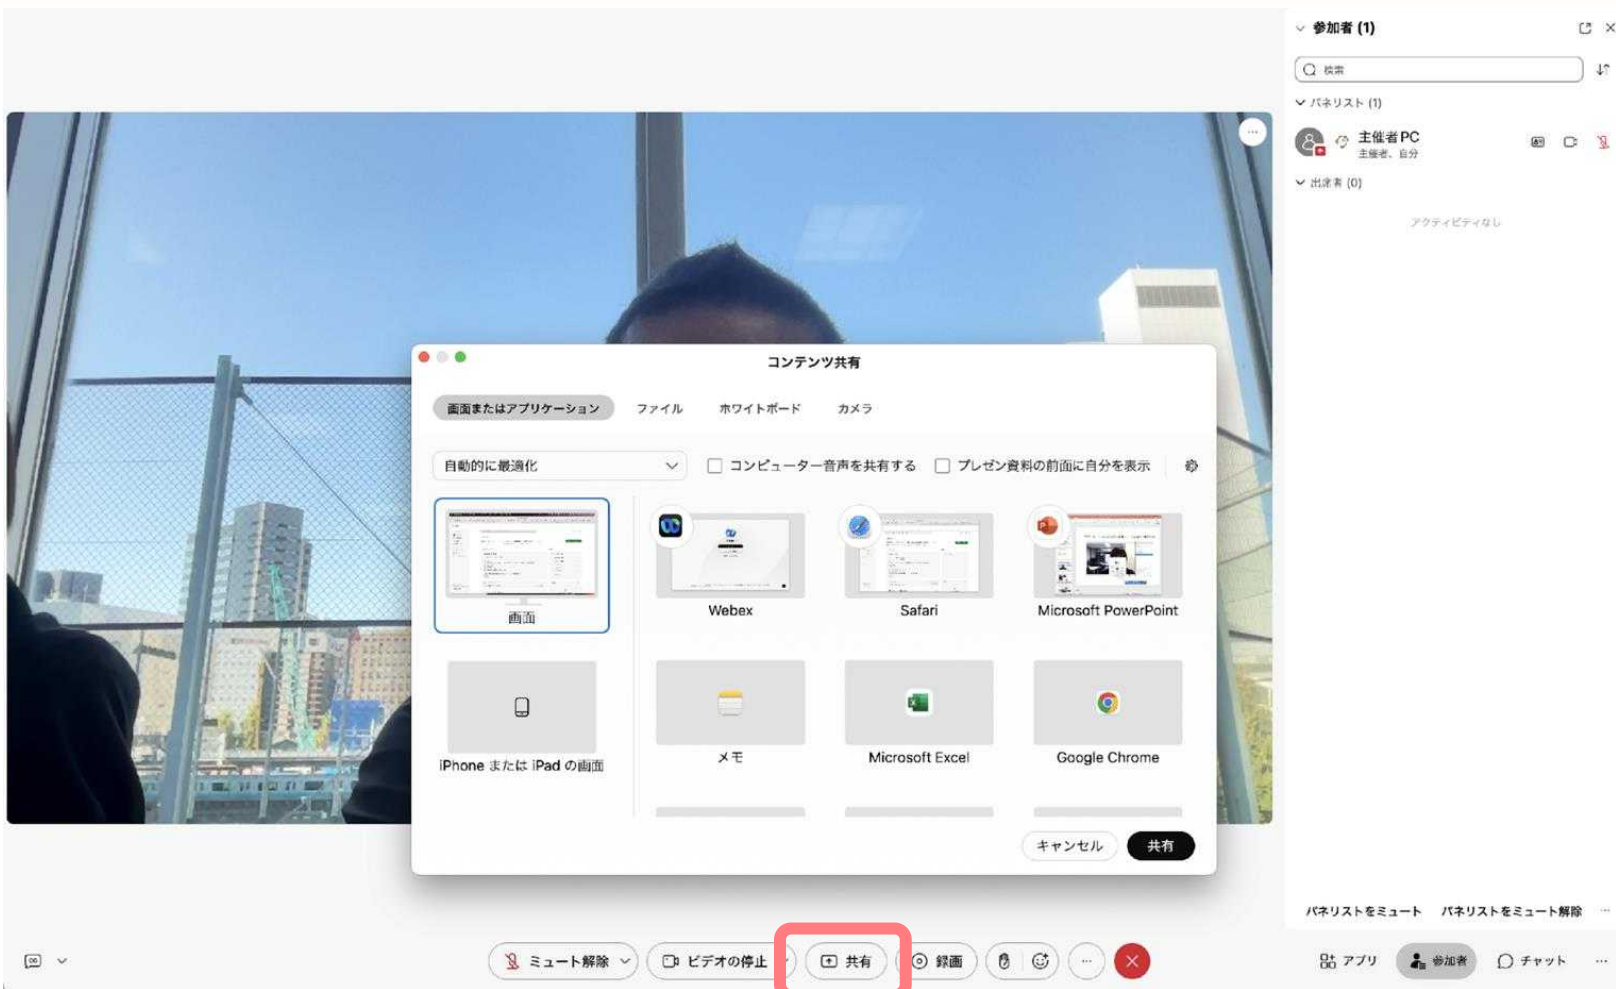 参加者 (1)
検索
パネリスト (1)
主催者 PC
主催者、自分
出席者 (0)
アクティビティなし
コンテンツ共有
画面またはアプリケーション ファイル ホワイトボード カメラ
自動的に最適化 コンピューター音声を共有する プレゼン資料の前面に自分を表示
画面 Webex Safari Microsoft PowerPoint
iPhone または iPad の画面 メモ Microsoft Excel Google Chrome
キャンセル 共有
パネリストをミュート パネリストをミュート解除
ミュート解除 ビデオの停止 共有 録画 アプリ 参加者 チャット